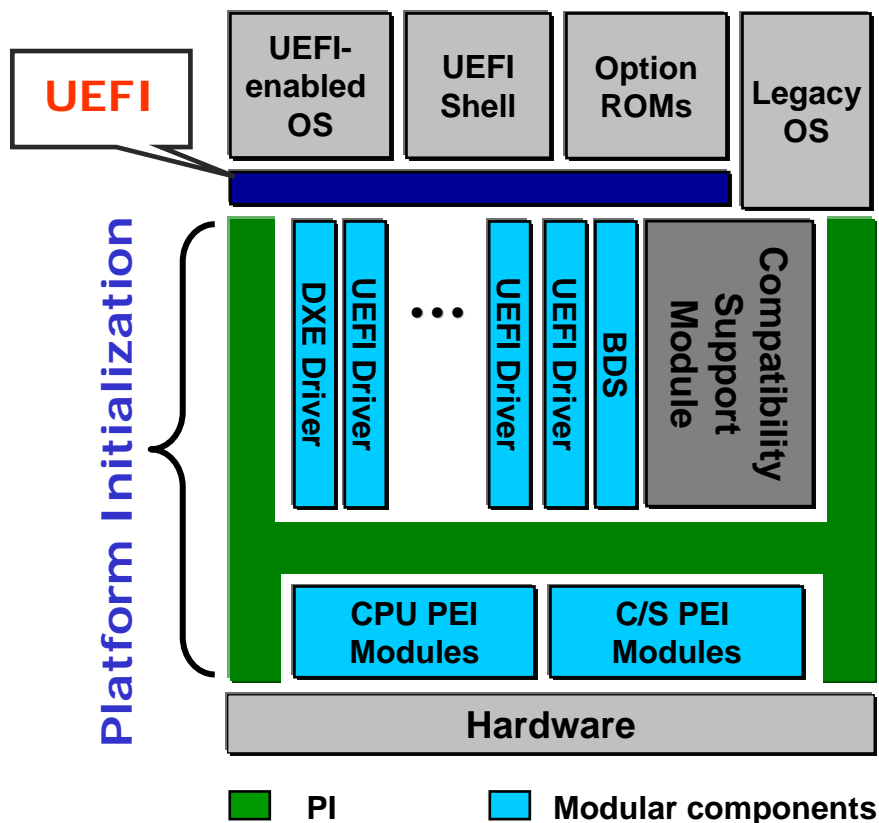 UEFI
UEFI-
enabled
OS
UEFI
Shell
Option
ROMs
Legacy
OS
Platform Initialization
DXE Driver
UEFI Driver
...
UEFI Driver
UEFI Driver
BDS
Compatibility
Support
Module
CPU PEI
Modules
C/S PEI
Modules
Hardware
PI
Modular components